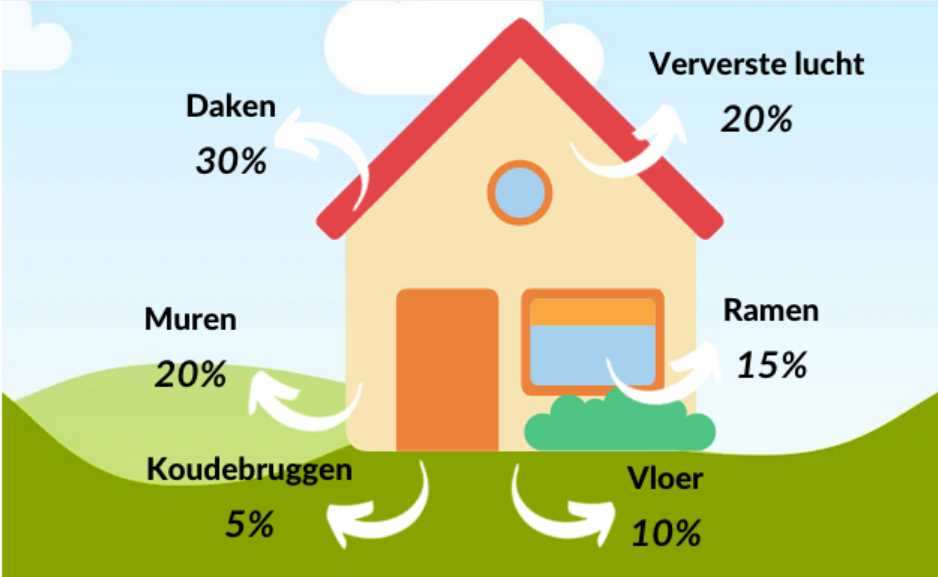 Daken
30%
Ververste lucht
20%
Muren
20%
Ramen
15%
Koudebruggen
5%
Vloer
10%